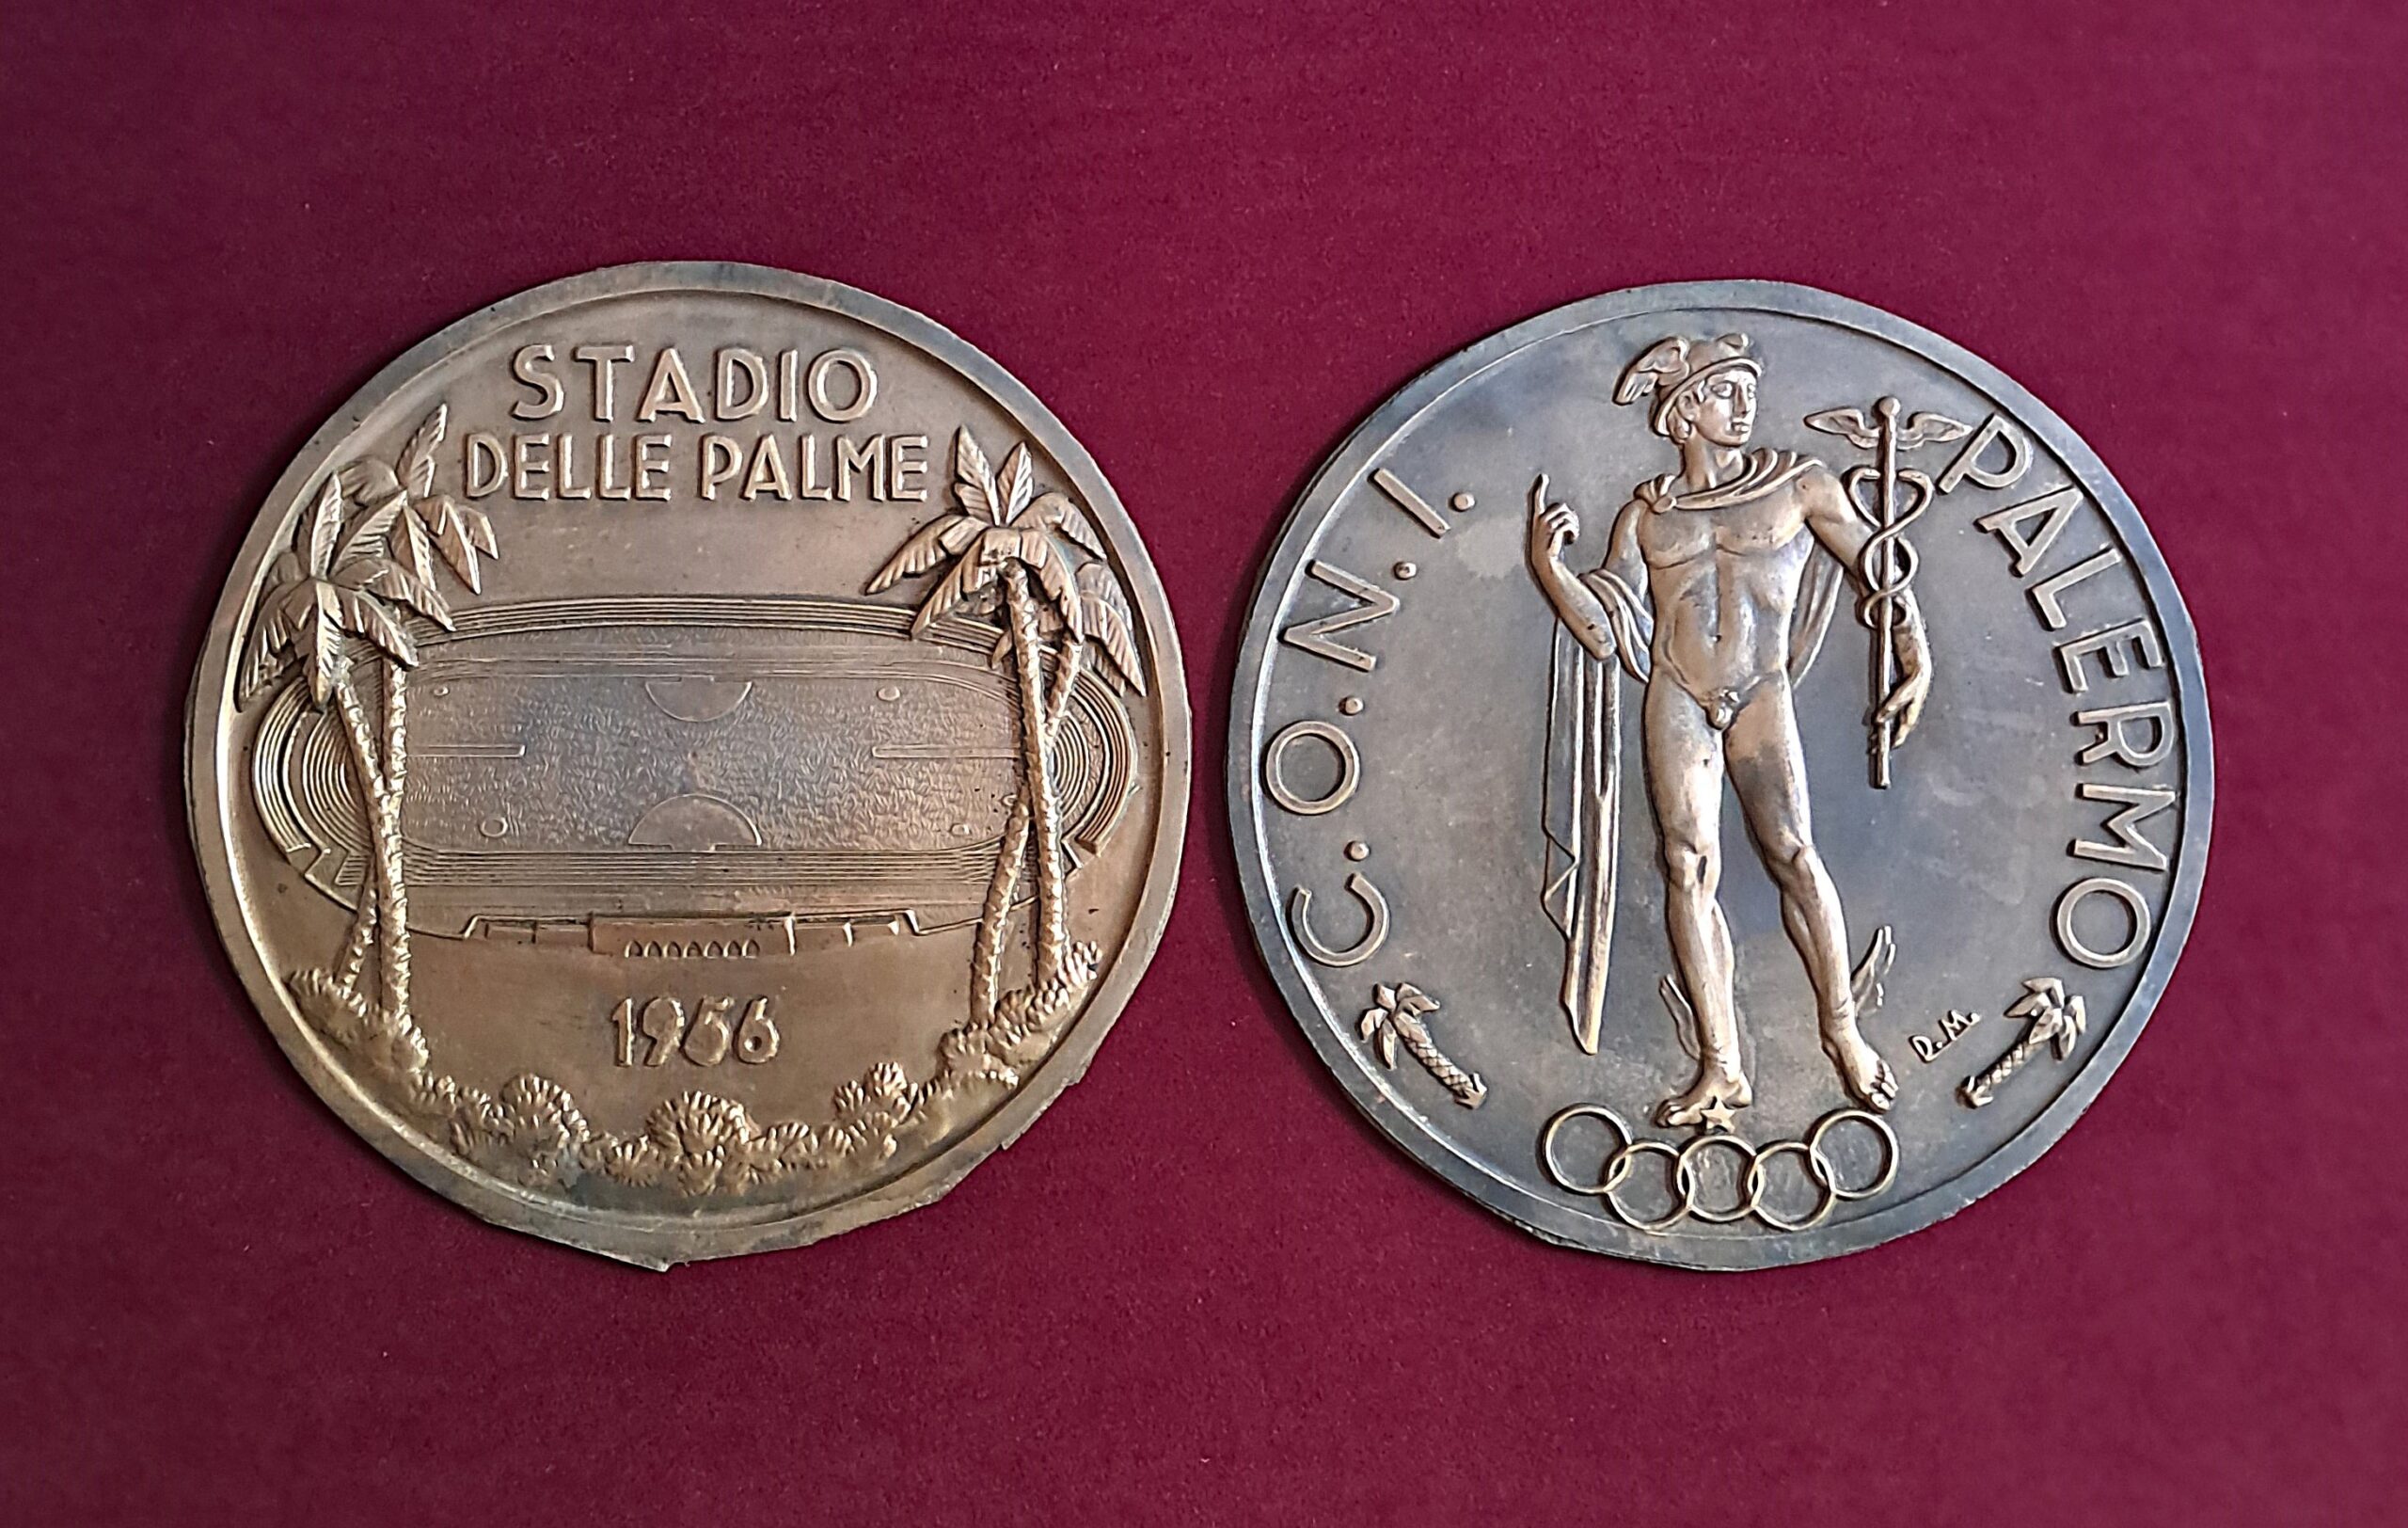 STADIO
DELLE PALME
1956
C.O.N.I.
PALERMO
D.M.